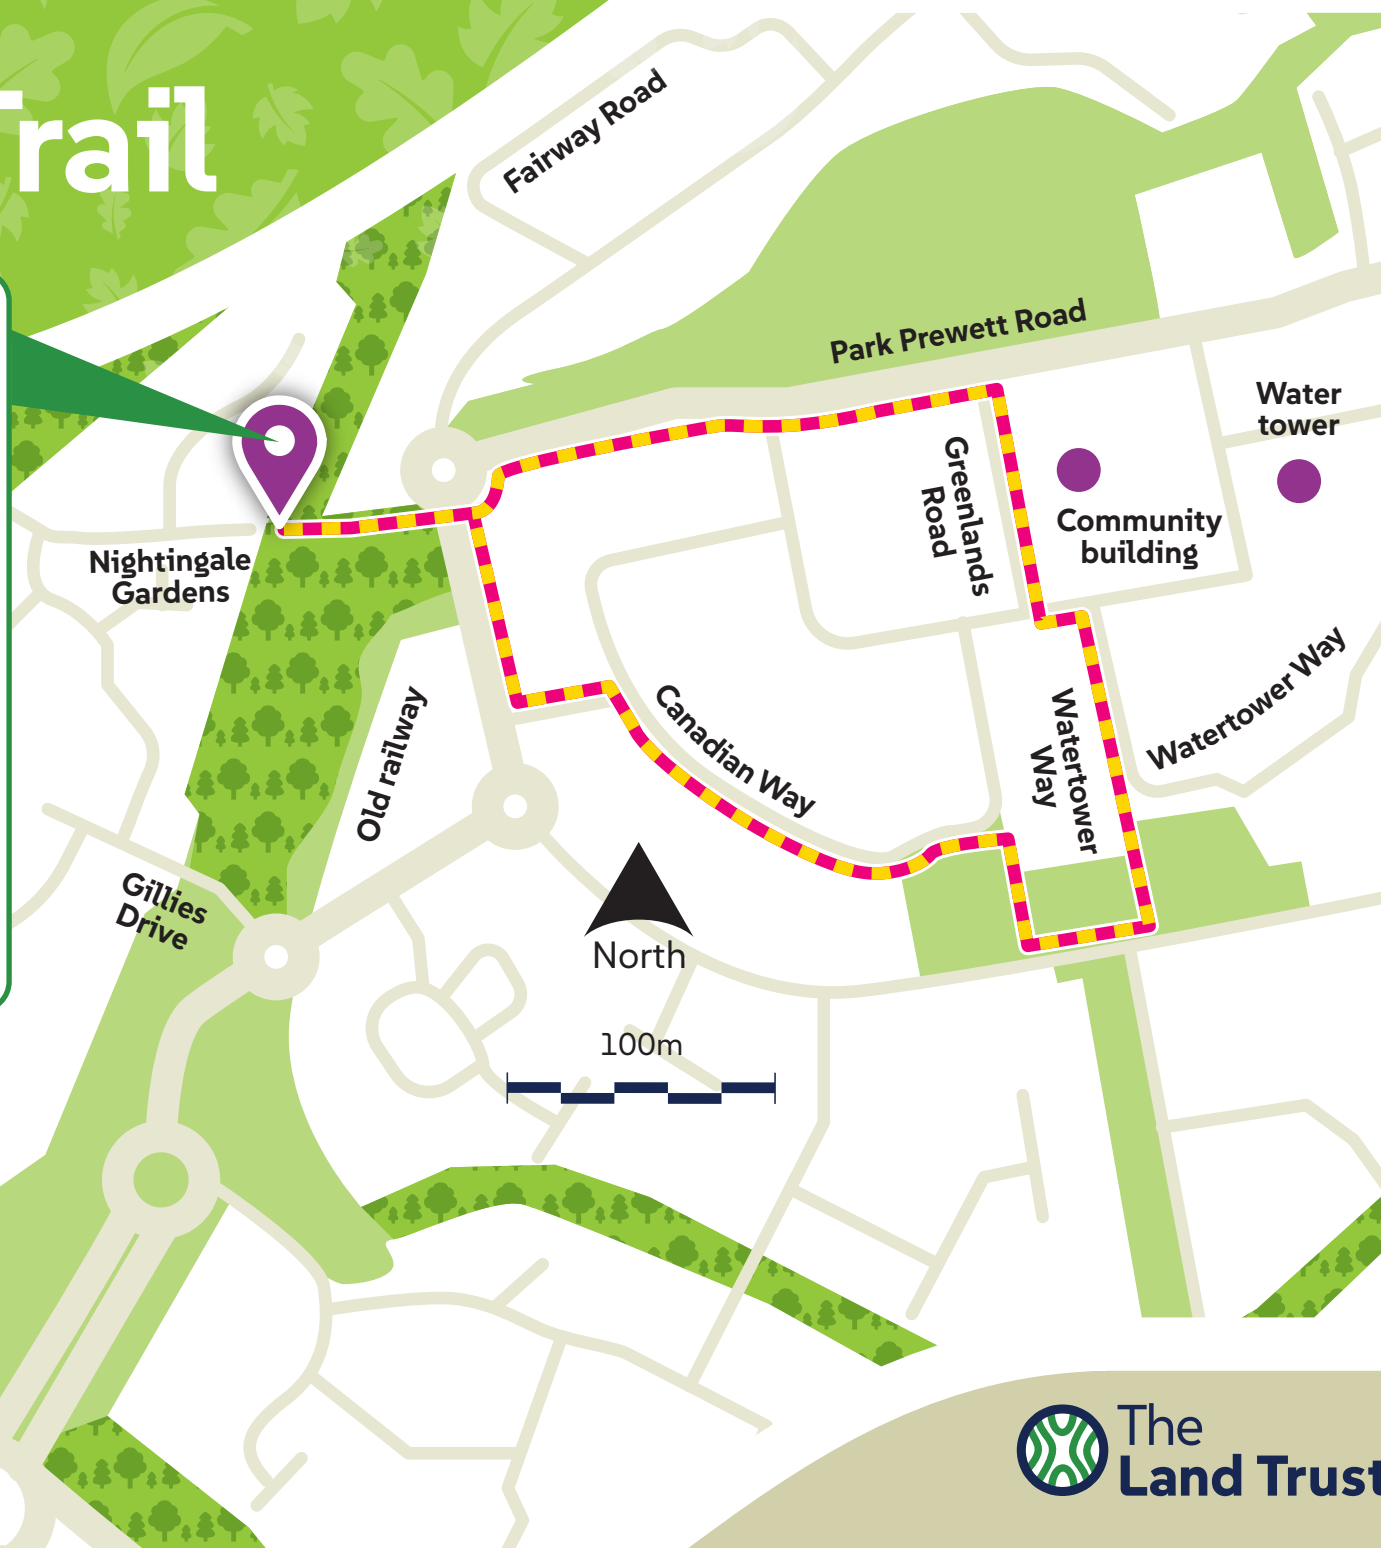 Trail
Fairway Road
Park Prewett Road
Water
tower
Greenlands
Road
Community
building
Nightingale
Gardens
Watertower Way
Canadian Way
Watertower
Way
Old railway
Gillies
Drive
North
100m
The
Land Trust